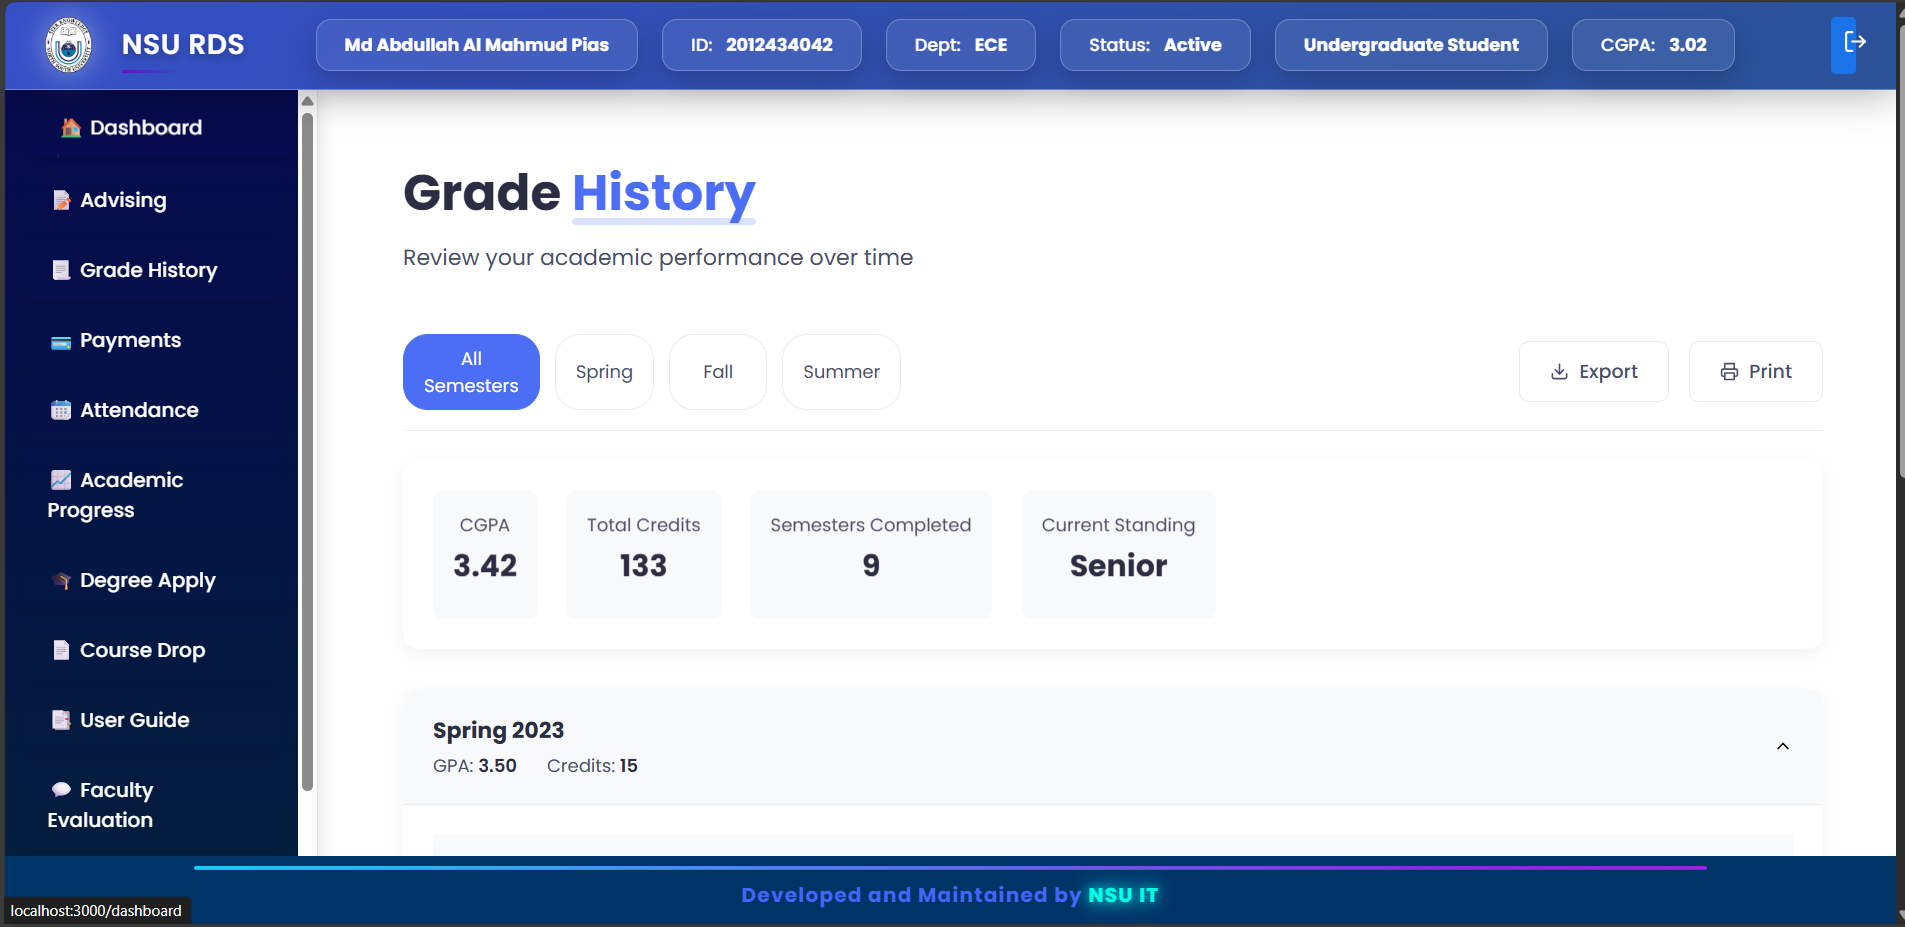 NSU RDS
Md Abdullah Al Mahmud Pias
ID: 2012434042
Dept: ECE
Status: Active
Undergraduate Student
CGPA: 3.02
Dashboard
Advising
Grade History
Payments
Attendance
Academic
Progress
Degree Apply
Course Drop
User Guide
Faculty
Evaluation
Grade History
Review your academic performance over time
All
Semesters
Spring
Fall
Summer
Export
Print
CGPA
3.42
Total Credits
133
Semesters Completed
9
Current Standing
Senior
Spring 2023
GPA: 3.50 Credits: 15
Developed and Maintained by NSU IT
localhost:3000/dashboard